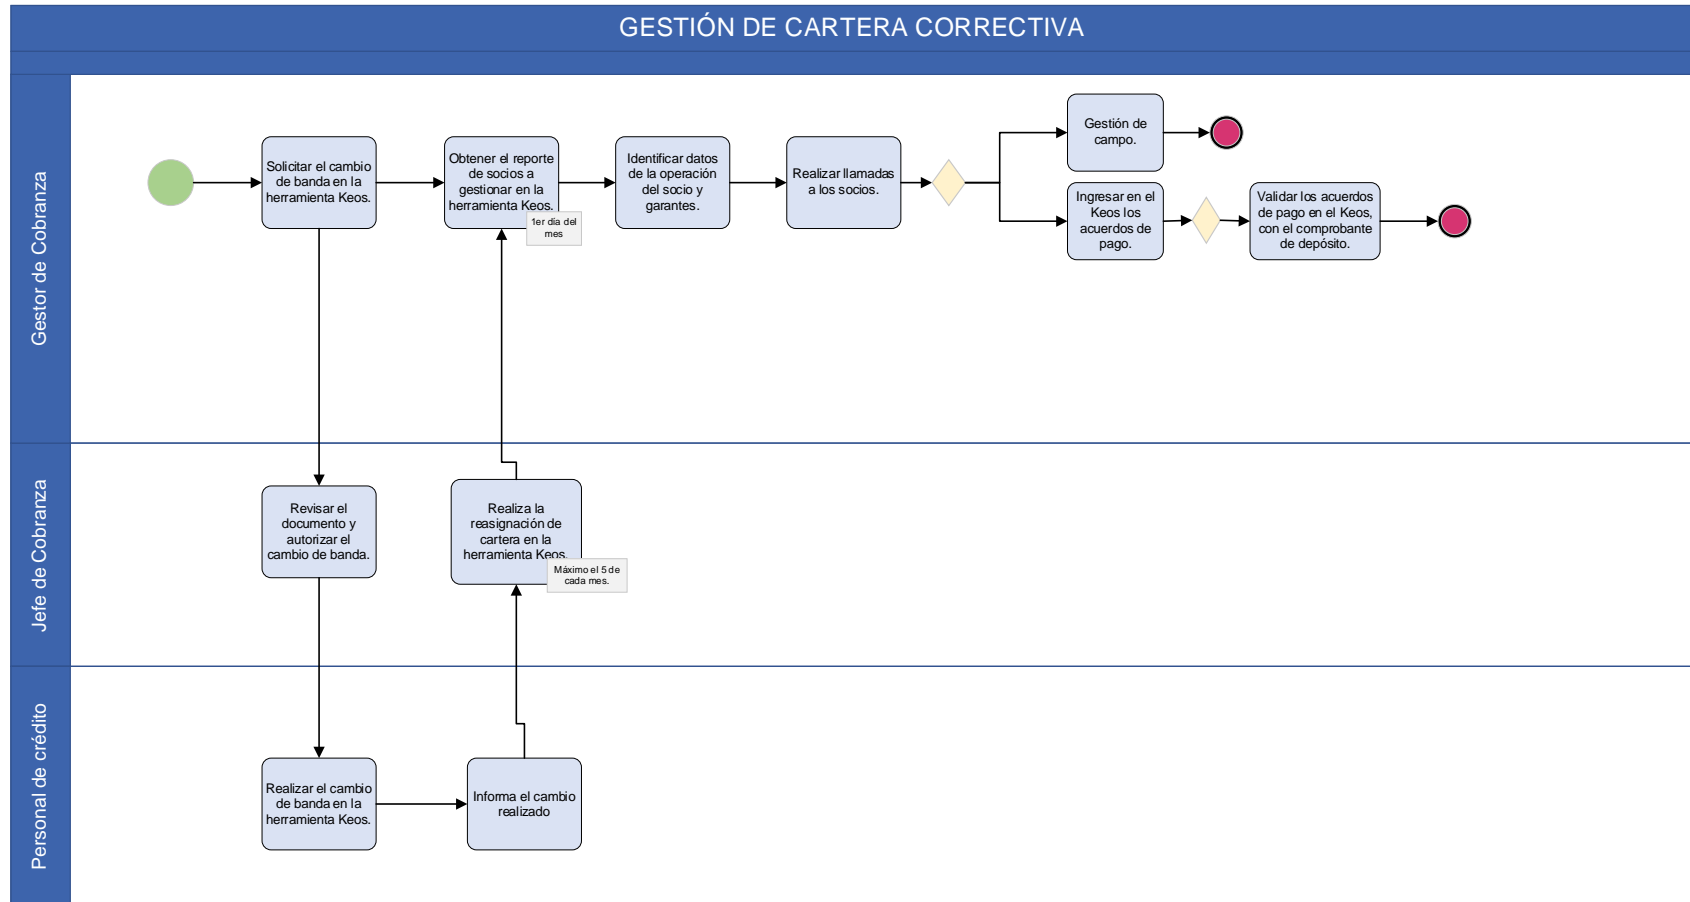 GESTIÓN DE CARTERA CORRECTIVA
Gestor de Cobranza
Solicitar el cambio
de banda en la
herramienta Keos.
Obtener el reporte
de socios a
gestionar en la
herramienta Keos.
1er día del
mes
Identificar datos
de la operación
del socio y
garantes.
Realizar llamadas
a los socios.
Gestión de
campo.
Ingresar en el
Keos los
acuerdos de
pago.
Validar los acuerdos
de pago en el Keos,
con el comprobante
de depósito.
Jefe de Cobranza
Revisar el
documento y
autorizar el
cambio de banda.
Realiza la
reasignación de
cartera en la
herramienta Keos.
Máximo el 5 de
cada mes.
Personal de crédito
Realizar el cambio
de banda en la
herramienta Keos.
Informa el cambio
realizado